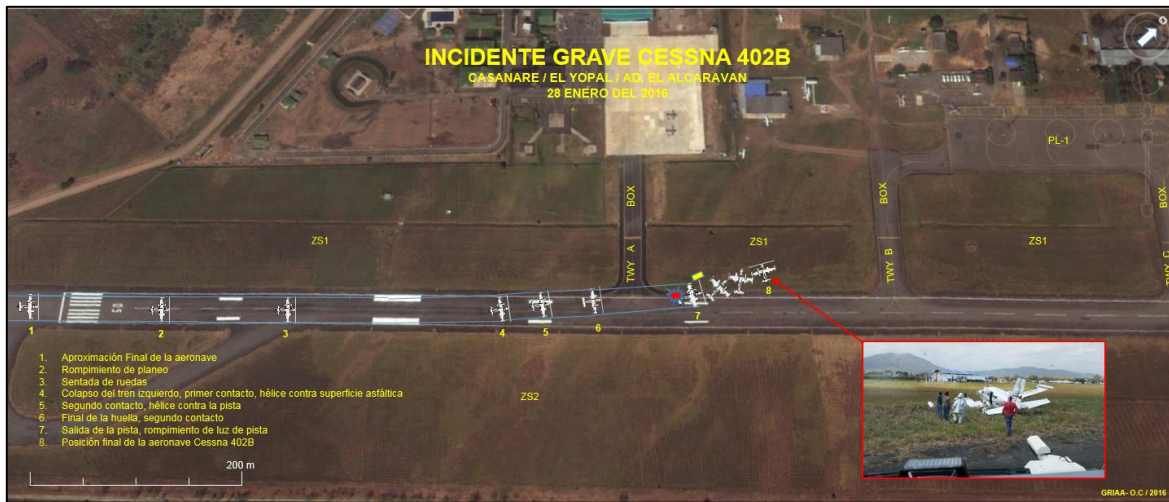 INCIDENTE GRAVE CESSNA 402B
CASANARE / EL YOPAL / AD. EL ALCARAVAN
28 ENERO DEL 2016
PL-1
BOX
BOX
BOX
ZS1
TWY A
ZS1
TWY B
ZS1
TWY C
1
2
3
4
5
6
7
8
1. Aproximación Final de la aeronave
2. Rompimiento de planeo
3. Sentada de ruedas
4. Colapso del tren izquierdo, primer contacto, hélice contra superficie asfáltica
5. Segundo contacto, hélice contra la pista
6. Final de la huella, segundo contacto
7. Salida de la pista, rompimiento de luz de pista
8. Posición final de la aeronave Cessna 402B
ZS2
200 m
GRIAA- O.C / 2016